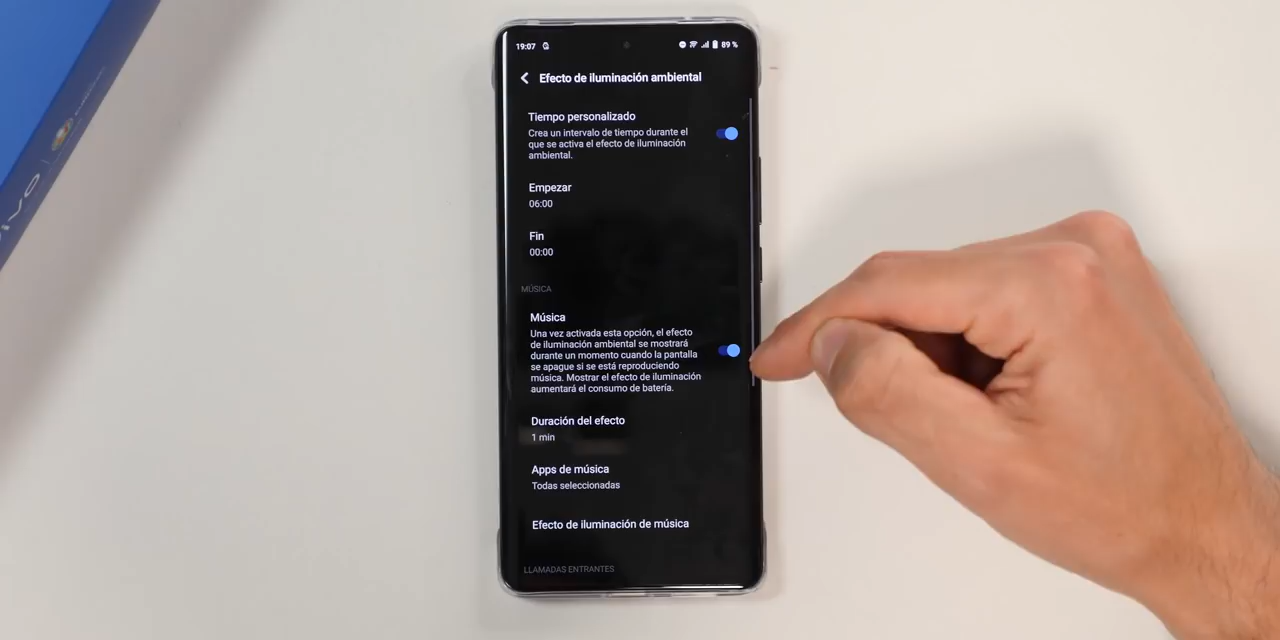 19:07
89 %
Efecto de iluminación ambiental
Tiempo personalizado
Crea un intervalo de tiempo durante el
que se activa el efecto de iluminación
ambiental.
Empezar
06:00
Fin
00:00
MÚSICA
Música
Una vez activada esta opción, el efecto
de iluminación ambiental se mostrará
durante un momento cuando la pantalla
se apague si se está reproduciendo
música. Mostrar el efecto de iluminación
aumentará el consumo de batería.
Duración del efecto
1 min
Apps de música
Todas seleccionadas
Efecto de iluminación de música
LLAMADAS ENTRANTES
vivo